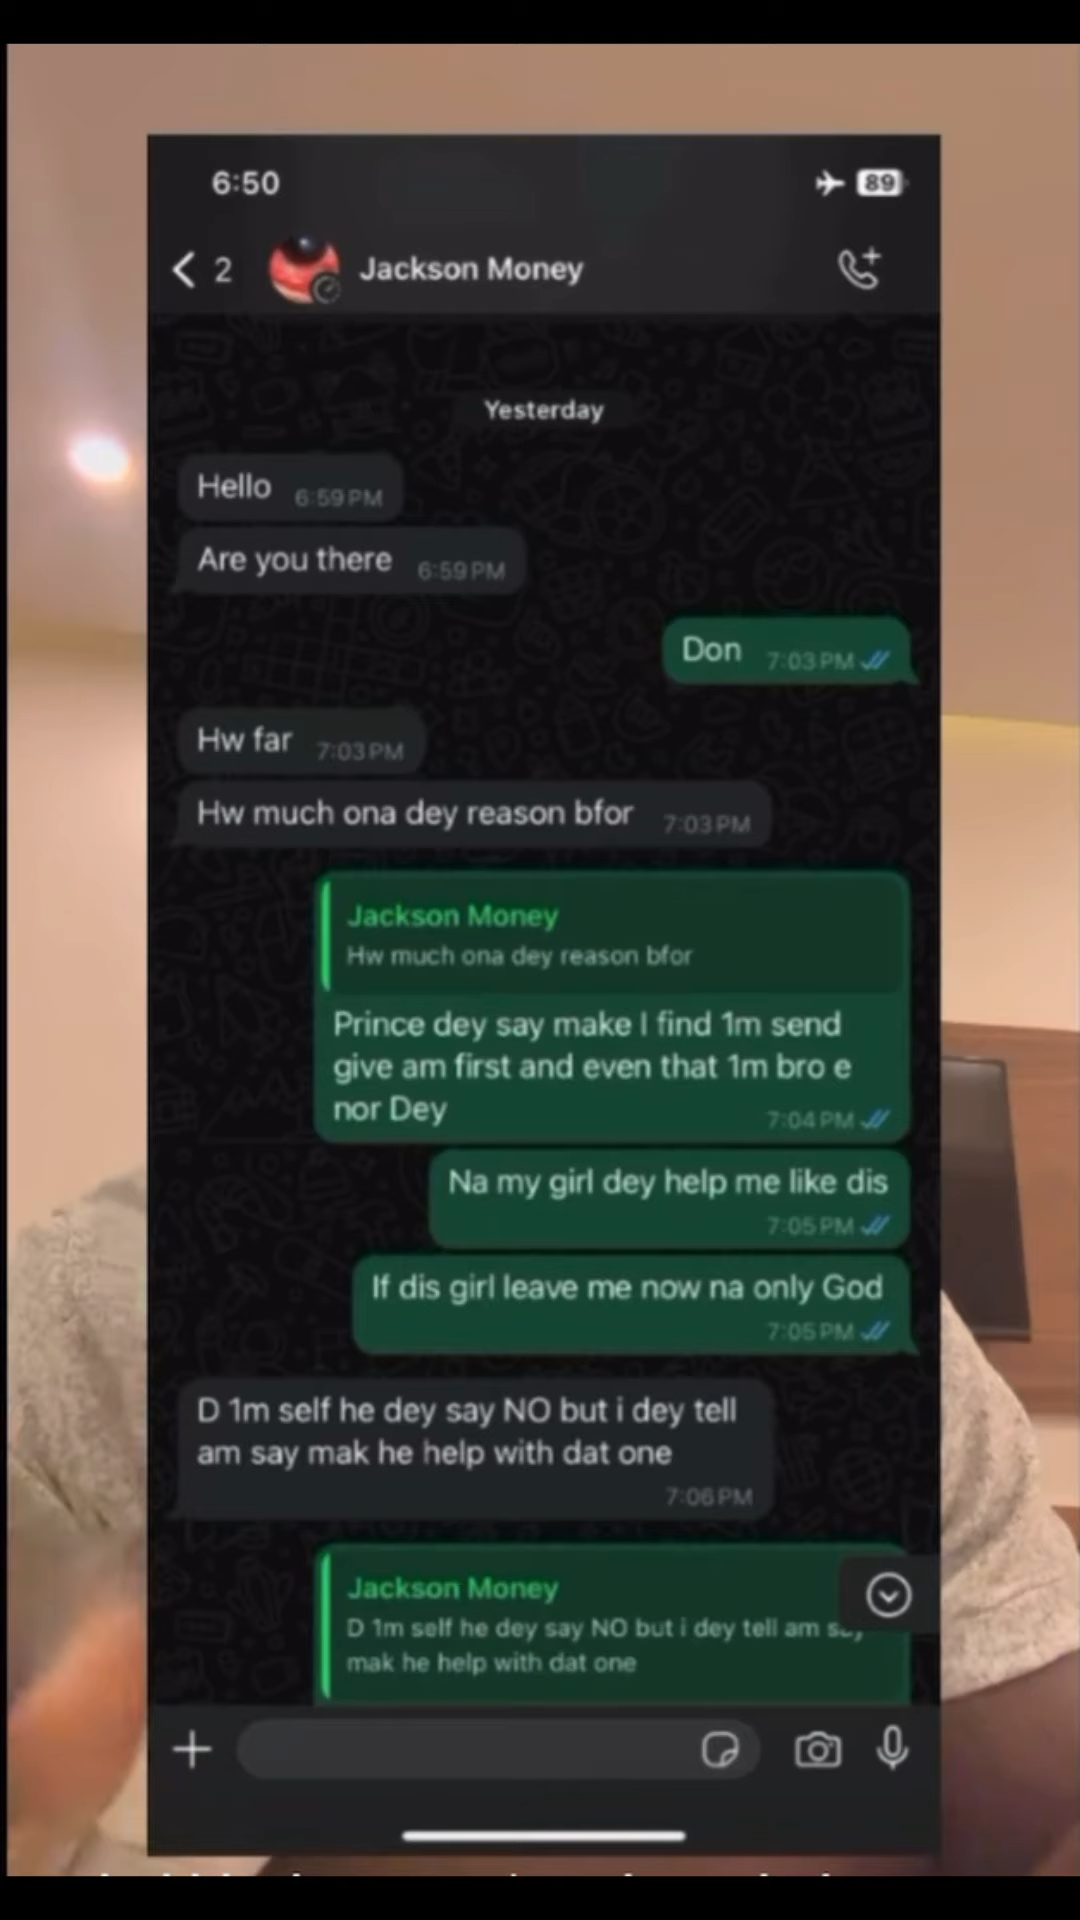 6:50
89
2
Jackson Money
Yesterday
Hello 6:59 PM
Are you there 6:59 PM
Don 7:03 PM
Hw far 7:03 PM
Hw much ona dey reason bfor 7:03 PM
Jackson Money
Hw much ona dey reason bfor
Prince dey say make I find 1m send
give am first and even that 1m bro e
nor Dey 7:04 PM
Na my girl dey help me like dis
7:05 PM
If dis girl leave me now na only God
7:05 PM
D 1m self he dey say NO but i dey tell
am say mak he help with dat one
7:06 PM
Jackson Money
D 1m self he dey say NO but i dey tell am say
mak he help with dat one